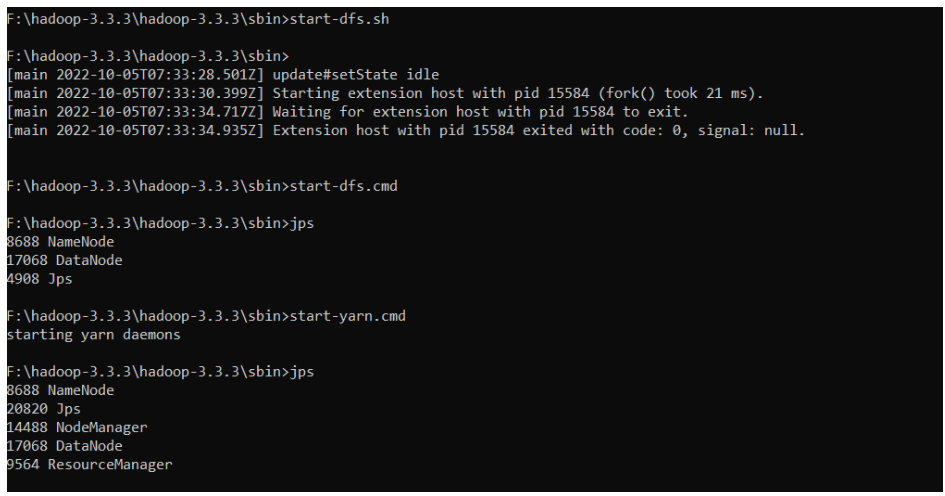 F:\hadoop-3.3.3\hadoop-3.3.3\sbin>start-dfs.sh
F:\hadoop-3.3.3\hadoop-3.3.3\sbin>
[main 2022-10-05T07:33:28.501Z] update#setState idle
[main 2022-10-05T07:33:30.399Z] Starting extension host with pid 15584 (fork() took 21 ms).
[main 2022-10-05T07:33:34.717Z] Waiting for extension host with pid 15584 to exit.
[main 2022-10-05T07:33:34.935Z] Extension host with pid 15584 exited with code: 0, signal: null.
F:\hadoop-3.3.3\hadoop-3.3.3\sbin>start-dfs.cmd
F:\hadoop-3.3.3\hadoop-3.3.3\sbin>jps
8688 NameNode
17068 DataNode
4908 Jps
F:\hadoop-3.3.3\hadoop-3.3.3\sbin>start-yarn.cmd
starting yarn daemons
F:\hadoop-3.3.3\hadoop-3.3.3\sbin>jps
8688 NameNode
20820 Jps
14488 NodeManager
17068 DataNode
9564 ResourceManager